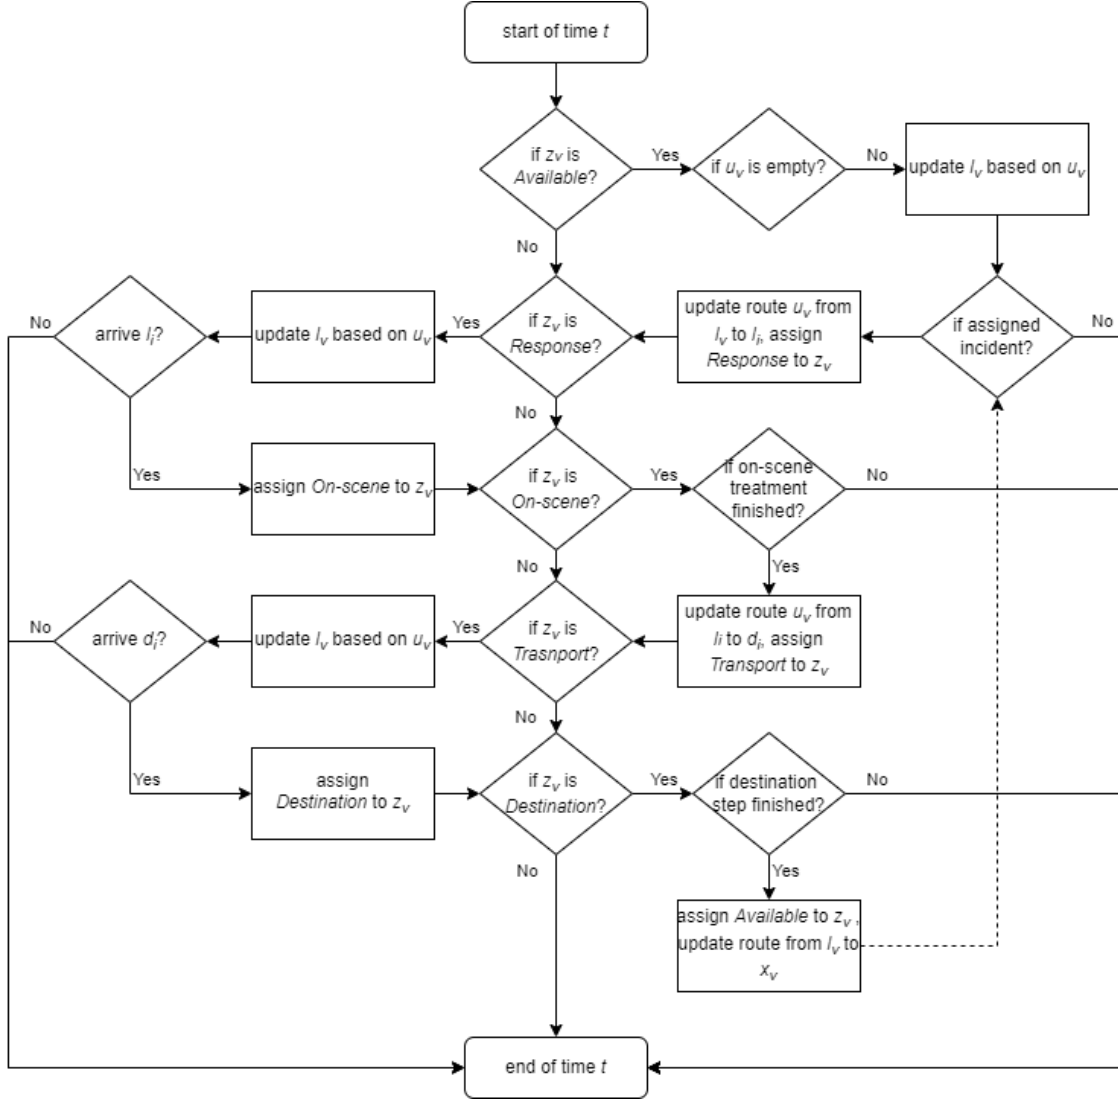 start of time t
if zv is
Available?
Yes
if uv is empty?
No
update lv based on uv
No
No
arrive li?
update lv based on uv
Yes
if zv is
Response?
update route uv from
lv to li, assign
Response to zv
if assigned
incident?
No
No
Yes
assign On-scene to zv
if zv is
On-scene?
Yes
if on-scene
treatment
finished?
No
No
Yes
No
arrive di?
update lv based on uv
Yes
if zv is
Trasnport?
update route uv from
li to di, assign
Transport to zv
No
Yes
assign
Destination to zv
if zv is
Destination?
Yes
if destination
step finished?
No
No
Yes
assign Available to zv ,
update route from lv to
xv
end of time t